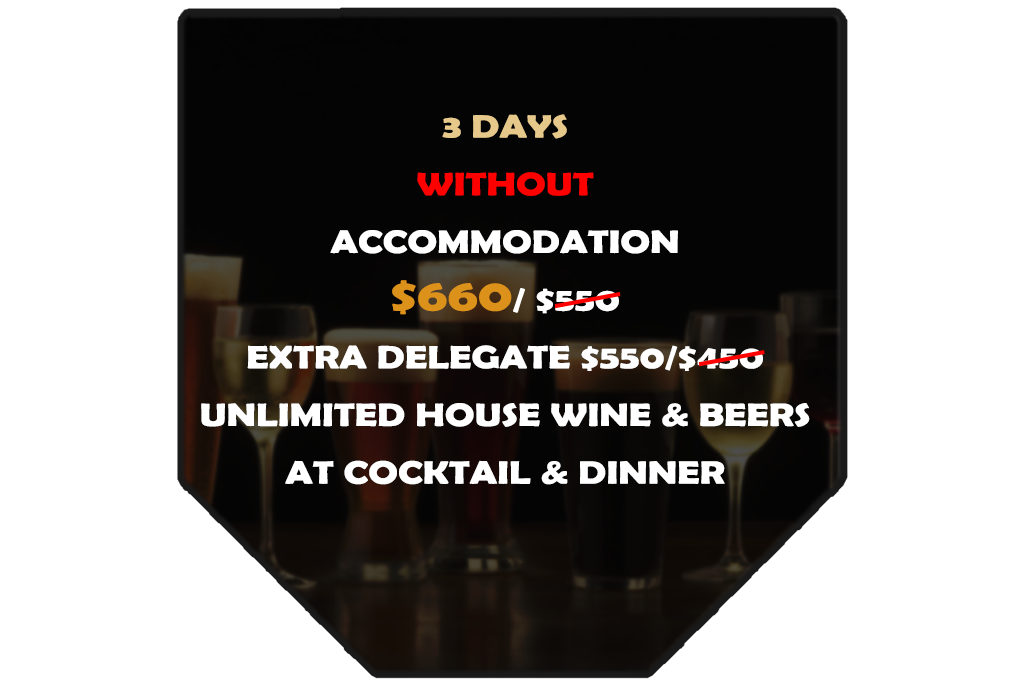 3 DAYS
WITHOUT
ACCOMMODATION
$660/ $550
EXTRA DELEGATE $550/$450
UNLIMITED HOUSE WINE & BEERS
AT COCKTAIL & DINNER